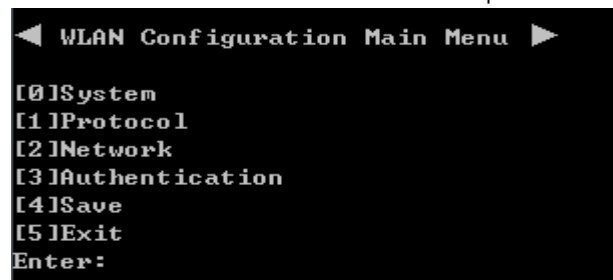 ◄ WLAN Configuration Main Menu ►
[0]System
[1]Protocol
[2]Network
[3]Authentication
[4]Save
[5]Exit
Enter: